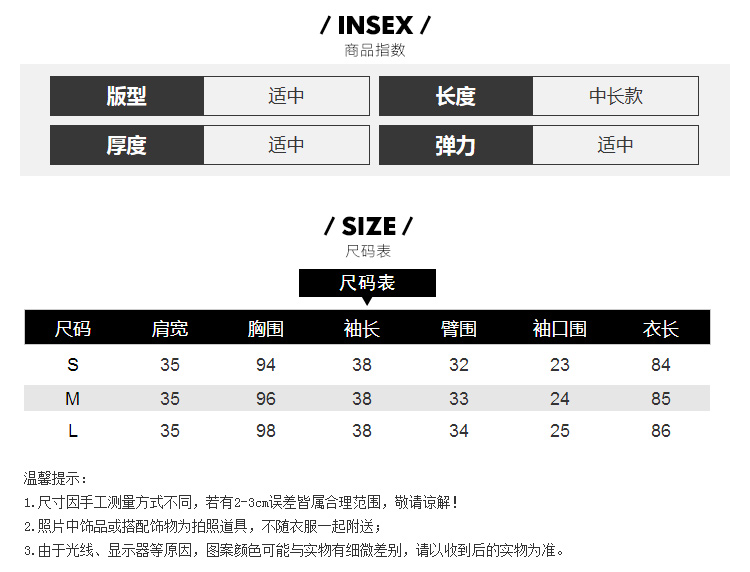 / INSEX /
商品指数
版型 适中 长度 中长款
厚度 适中 弹力 适中
/ SIZE /
尺码表
尺码表
尺码 肩宽 胸围 袖长 臂围 袖口围 衣长
S 35 94 38 32 23 84
M 35 96 38 33 24 85
L 35 98 38 34 25 86
温馨提示：
1.尺寸因手工测量方式不同，若有2-3cm误差皆属合理范围，敬请谅解！
2.照片中饰品或搭配饰物为拍照道具，不随衣服一起附送；
3.由于光线、显示器等原因，图案颜色可能与实物有细微差别，请以收到后的实物为准。